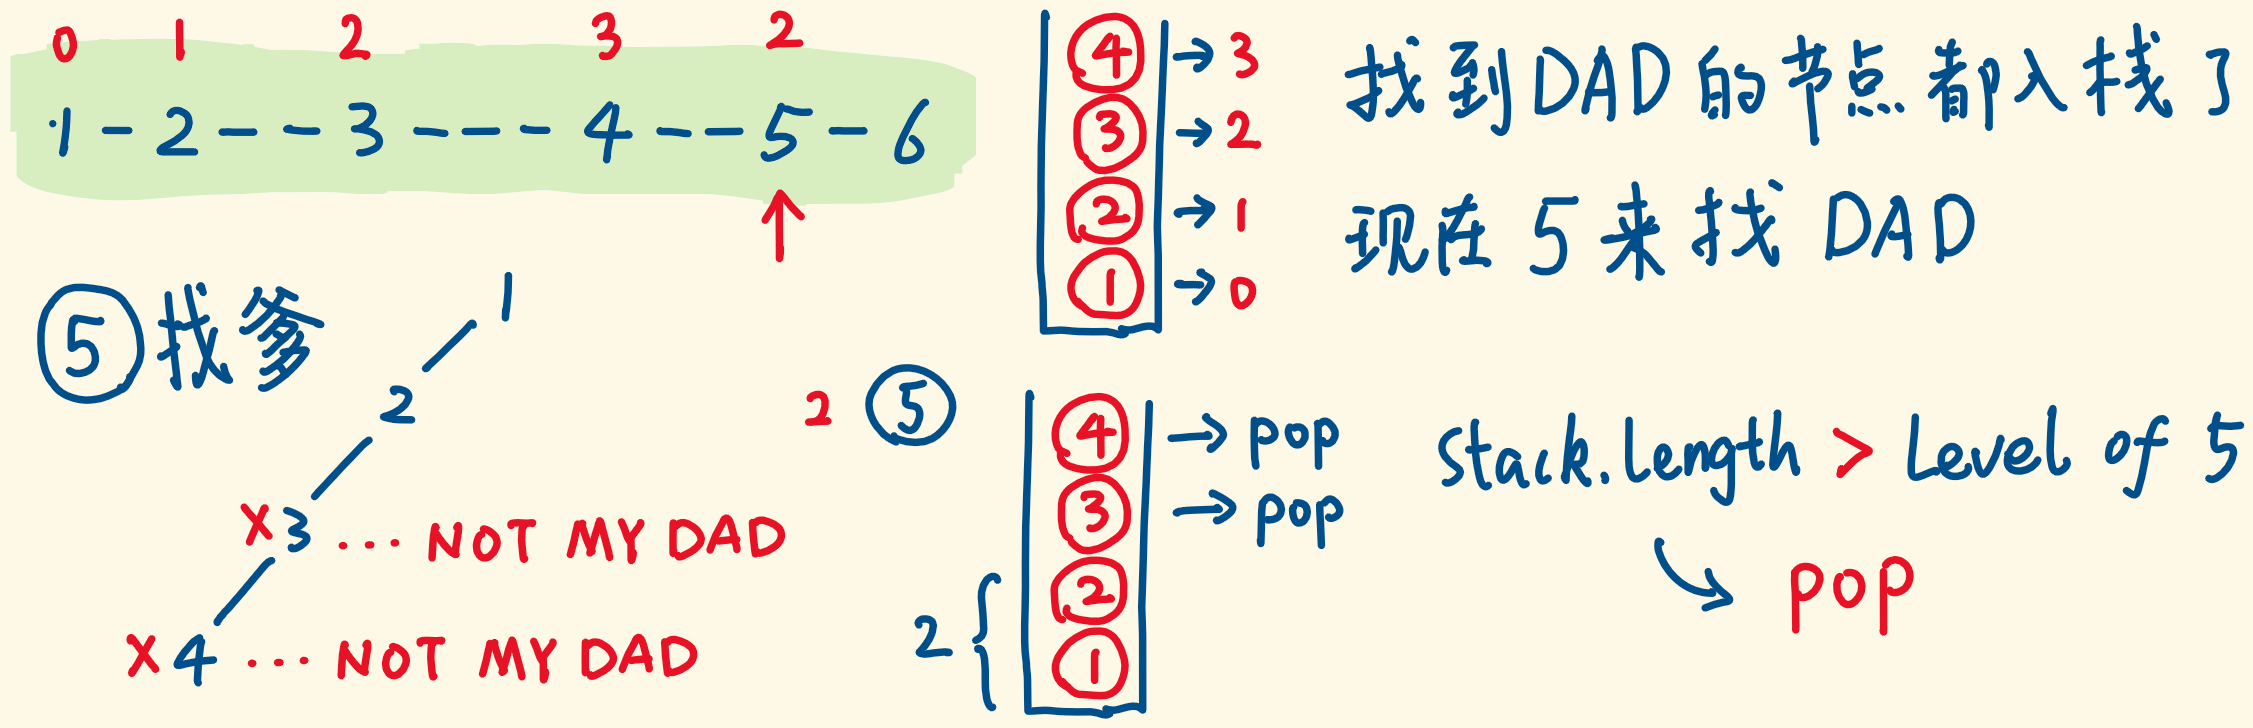 0 1 2 3 2
1 - 2 - - 3 - - - 4 - - 5 - 6
④ → 3
③ → 2
② → 1
① → 0
找到DAD的节点都入栈了
现在5来找DAD
⑤找爹
1
2
x3 ... NOT MY DAD
x4 ... NOT MY DAD
2 ⑤
④ → pop
③ → pop
②
①
2
Stack.length > Level of 5
pop